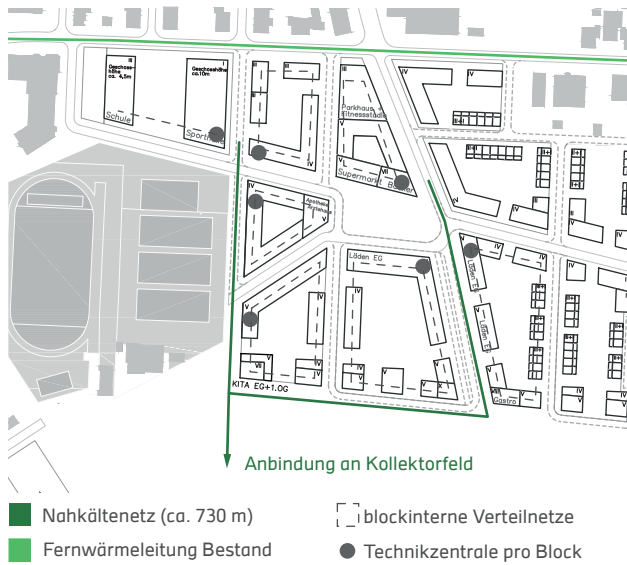 Geschoss-
höhe
ca. 4,5m
Schule
Geschosshöhe
ca.10m
Sporthalle
Parkhaus +
Fitnessstudio
Supermarkt
Bäcker
Apotheke
Ärztehaus
Läden EG
Läden EG
Läden EG
Gastro
KITA EG+1.OG
Anbindung an Kollektorfeld
Nahkältenetz (ca. 730 m)
blockinterne Verteilnetze
Fernwärmeleitung Bestand
Technikzentrale pro Block